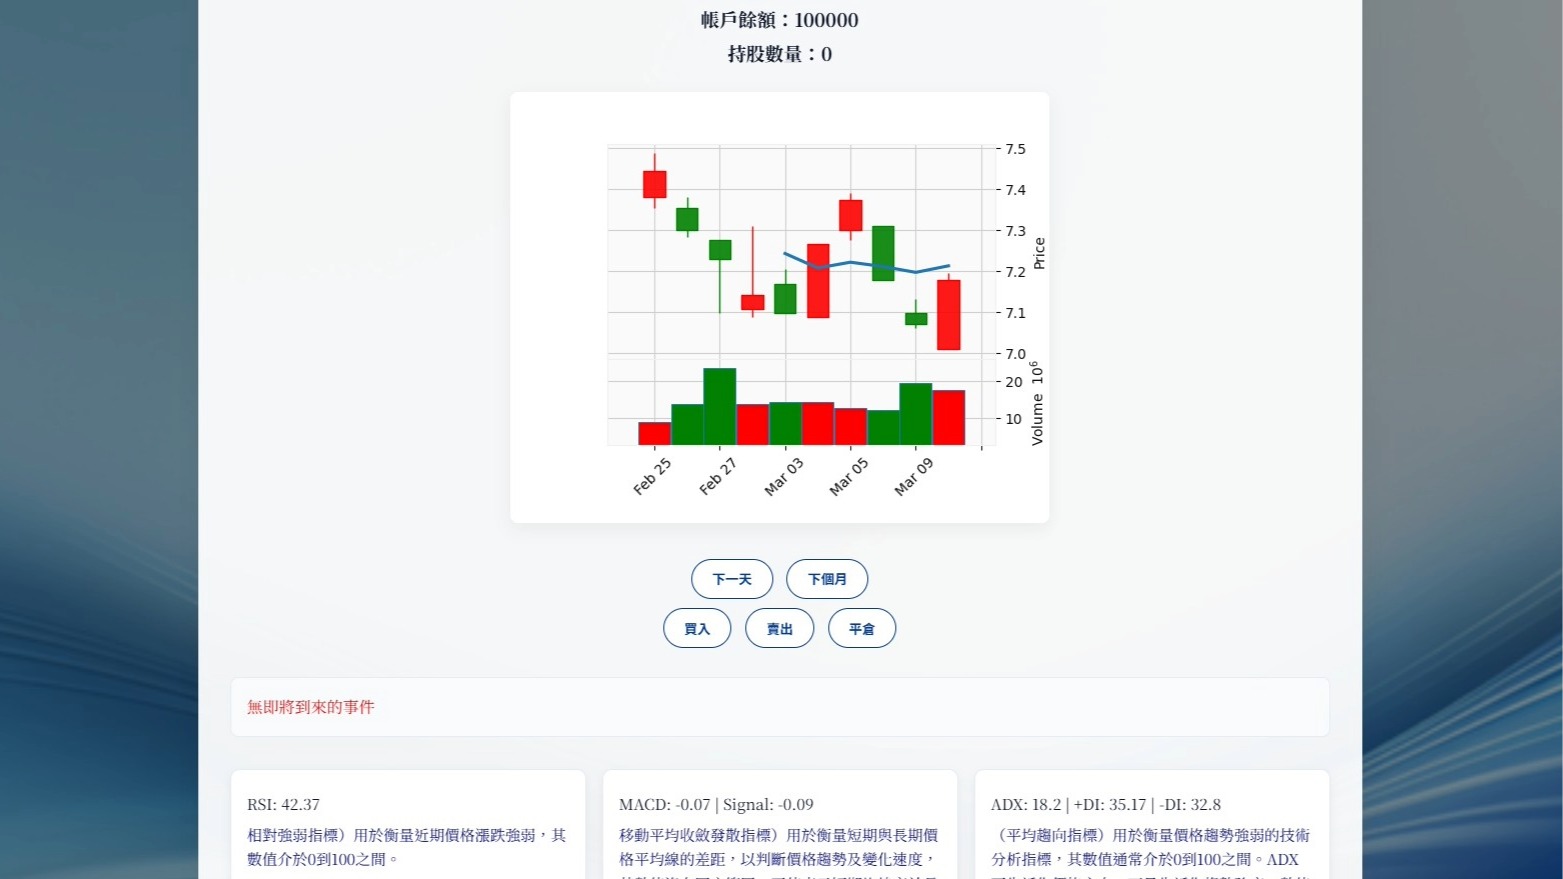 帳戶餘額：100000
持股數量：0
7.5
7.4
7.3
7.2
7.1
7.0
Price
20
10
Volume 10⁶
Feb 25
Feb 27
Mar 03
Mar 05
Mar 09
下一天
下個月
買入
賣出
平倉
無即將到來的事件
RSI: 42.37
相對強弱指標）用於衡量近期價格漲跌強弱，其
數值介於0到100之間。
MACD: -0.07 | Signal: -0.09
移動平均收斂發散指標）用於衡量短期與長期價
格平均線的差距，以判斷價格趨勢及變化速度，
ADX: 18.2 | +DI: 35.17 | -DI: 32.8
（平均趨向指標）用於衡量價格趨勢強弱的技術
分析指標，其數值通常介於0到100之間。ADX